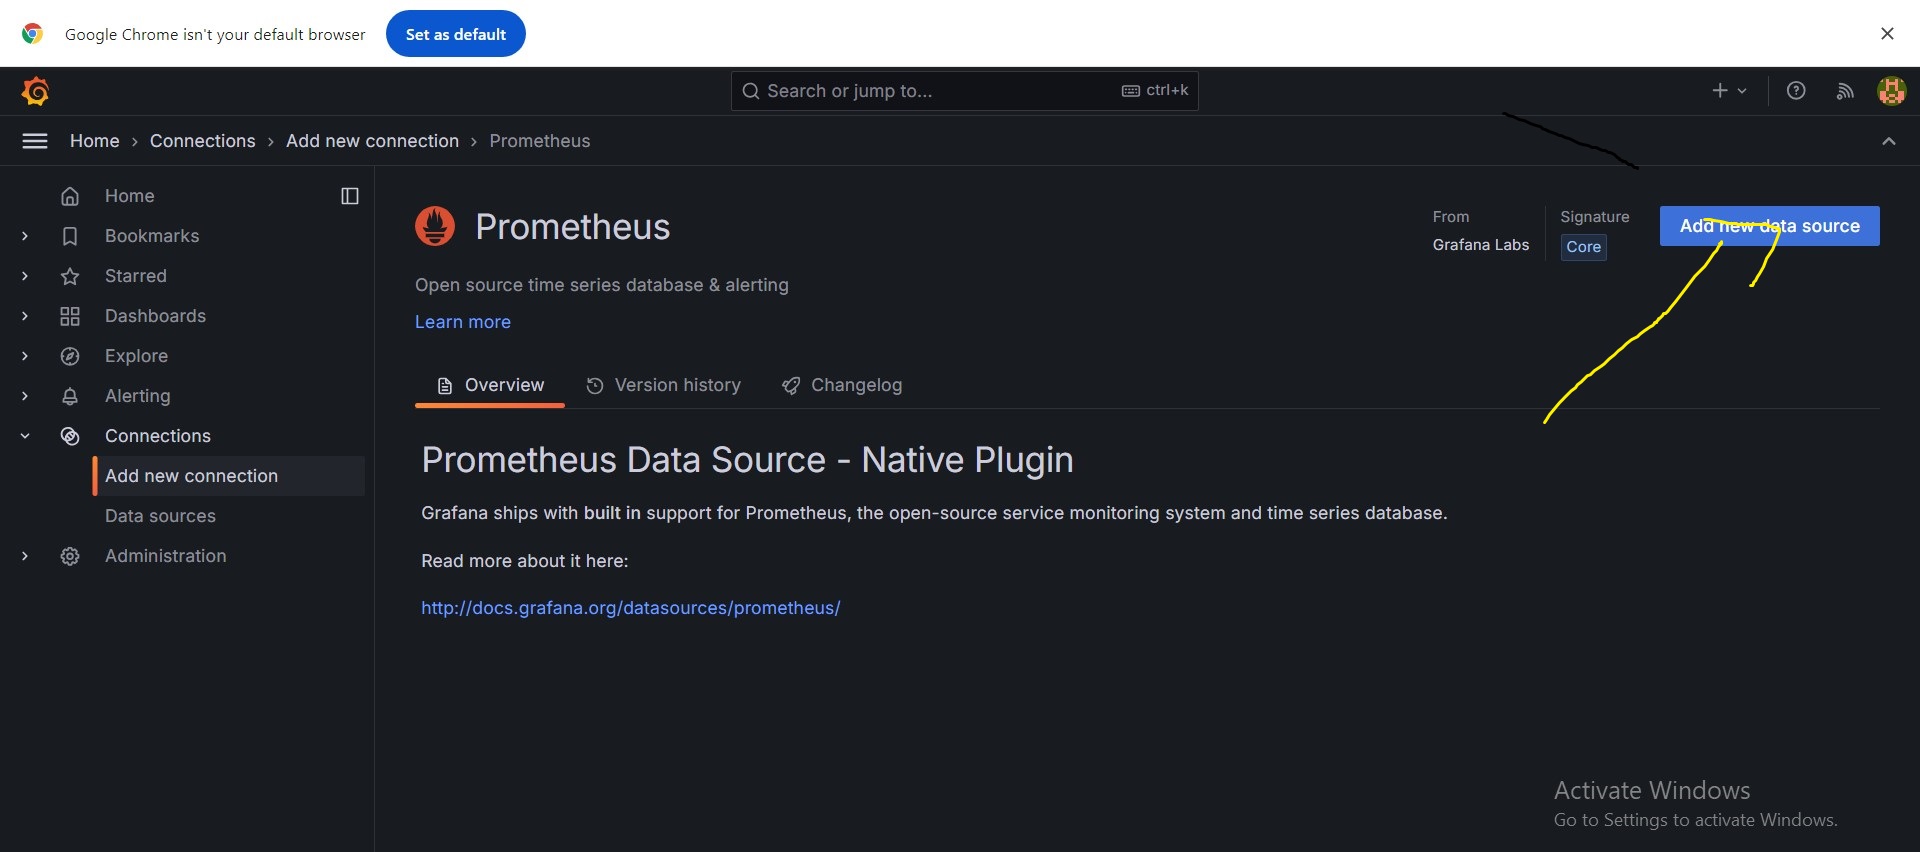 Google Chrome isn't your default browser Set as default
Search or jump to... ctrl+k
Home › Connections › Add new connection › Prometheus
Home
Bookmarks
Starred
Dashboards
Explore
Alerting
Connections
Add new connection
Data sources
Administration
Prometheus
From
Grafana Labs
Signature
Core
Add new data source
Open source time series database & alerting
Learn more
Overview Version history Changelog
Prometheus Data Source - Native Plugin
Grafana ships with built in support for Prometheus, the open-source service monitoring system and time series database.
Read more about it here:
http://docs.grafana.org/datasources/prometheus/
Activate Windows
Go to Settings to activate Windows.